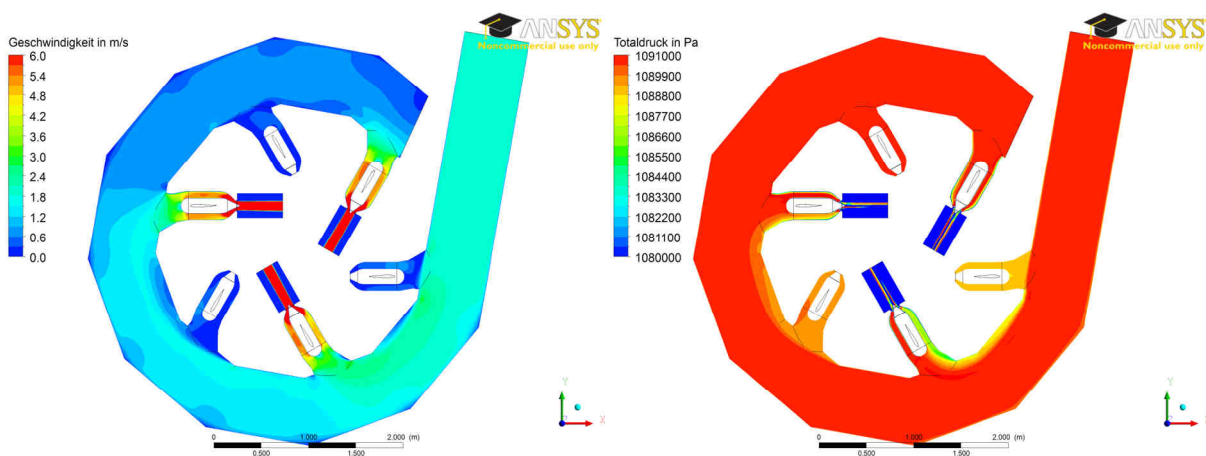 ANSYS
Noncommercial use only
Geschwindigkeit in m/s
6.0
5.4
4.8
4.2
3.6
3.0
2.4
1.8
1.2
0.6
0.0
Y
X
0 1.000 2.000 (m)
0.500 1.500
ANSYS
Noncommercial use only
Totaldruck in Pa
1091000
1089900
1088800
1087700
1086600
1085500
1084400
1083300
1082200
1081100
1080000
Y
X
0 1.000 2.000 (m)
0.500 1.500